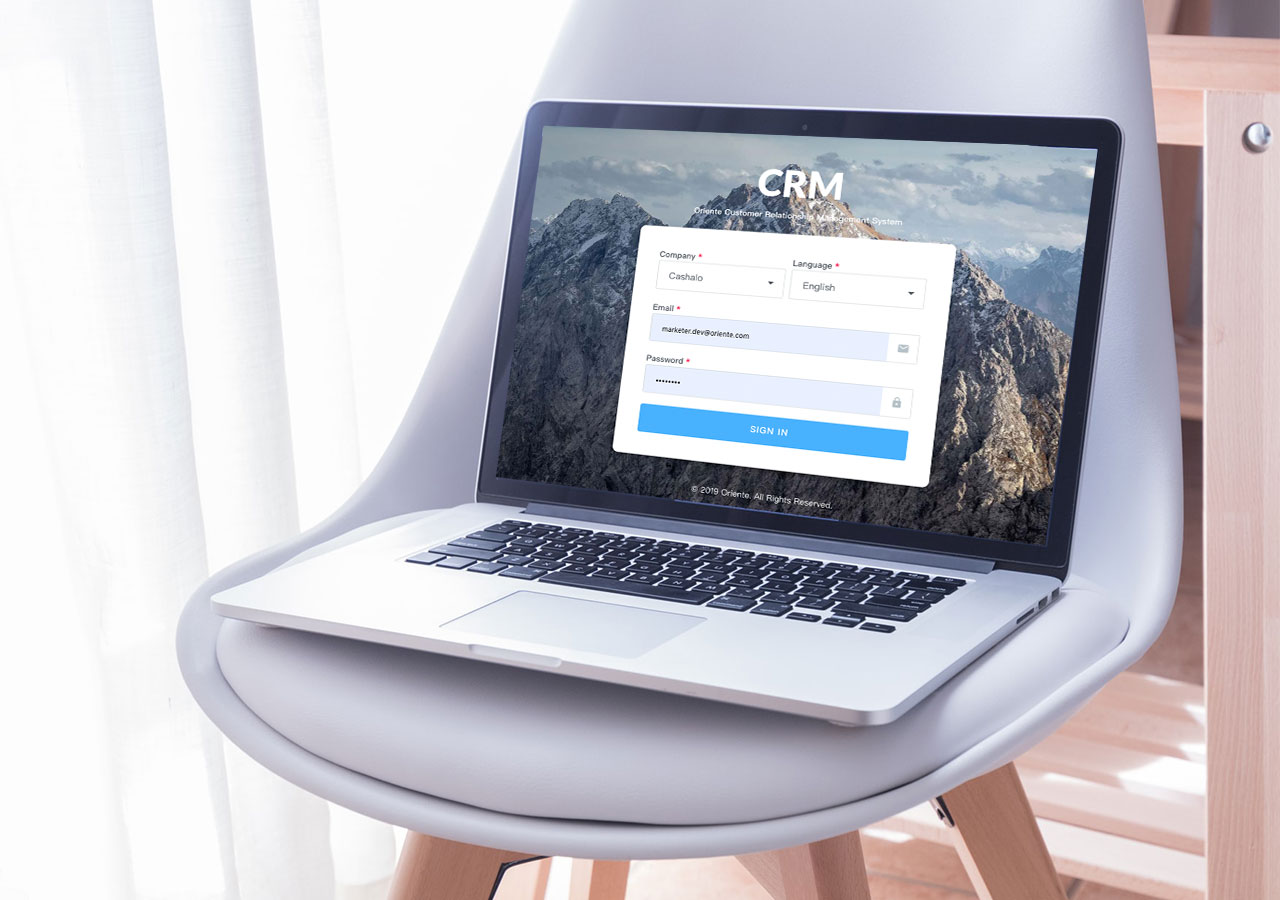 CRM
Oriente Customer Relationship Management System
Company * Language *
Cashalo English
Email *
marketer.dev@oriente.com
Password *
••••••••
SIGN IN
© 2019 Oriente. All Rights Reserved.